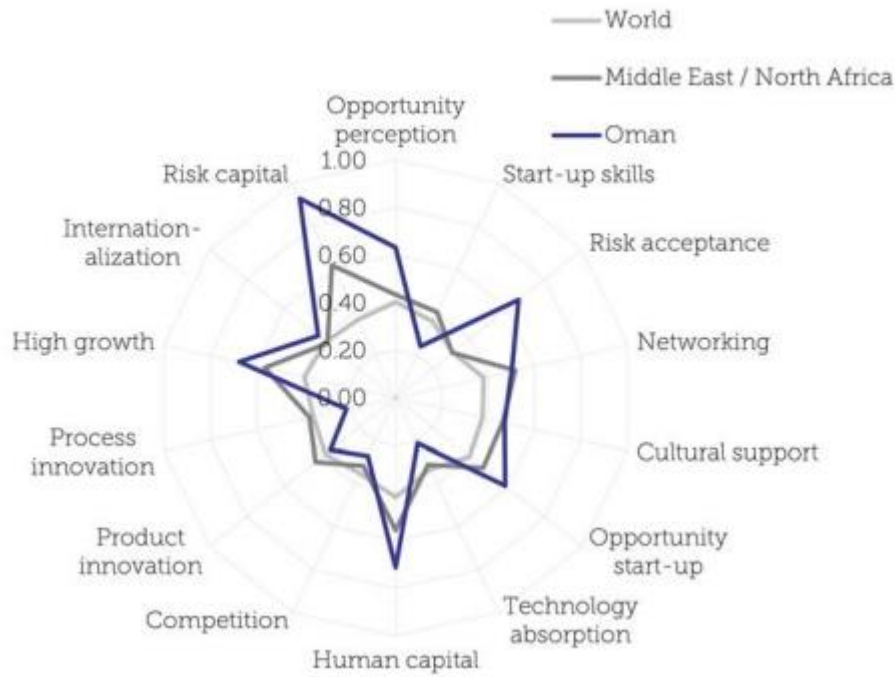 World
Middle East / North Africa
Oman
Opportunity
perception
1.00
0.80
0.60
0.40
0.20
0.00
Start-up skills
Risk acceptance
Networking
Cultural support
Opportunity
start-up
Technology
absorption
Human capital
Competition
Product
innovation
Process
innovation
High growth
Internation-
alization
Risk capital